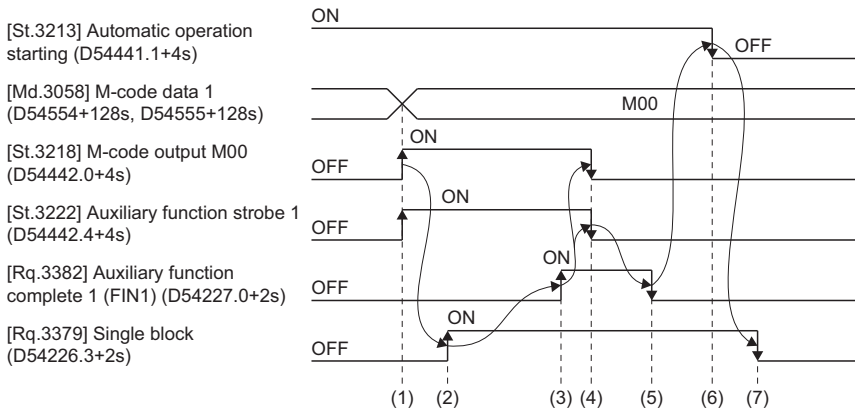 ON
[St.3213] Automatic operation
starting (D54441.1+4s)
OFF
[Md.3058] M-code data 1
(D54554+128s, D54555+128s)
M00
ON
[St.3218] M-code output M00
(D54442.0+4s)
OFF
ON
[St.3222] Auxiliary function strobe 1
(D54442.4+4s)
OFF
ON
[Rq.3382] Auxiliary function
complete 1 (FIN1) (D54227.0+2s)
OFF
ON
[Rq.3379] Single block
(D54226.3+2s)
OFF
(1) (2) (3) (4) (5) (6) (7)